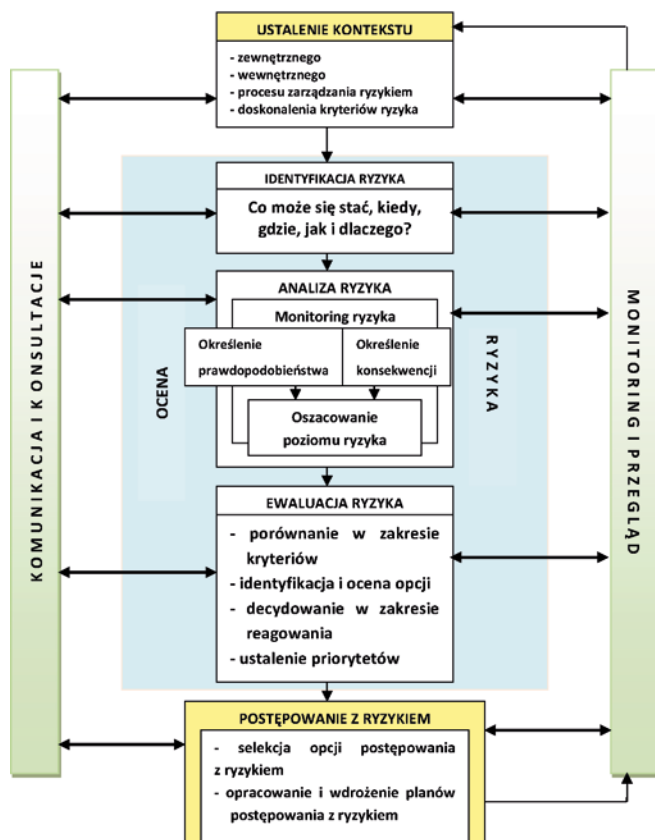 USTALENIE KONTEKSTU
- zewnętrznego
- wewnętrznego
- procesu zarządzania ryzykiem
- doskonalenia kryteriów ryzyka
KOMUNIKACJA I KONSULTACJE
MONITORING I PRZEGLĄD
OCENA
RYZYKA
IDENTYFIKACJA RYZYKA
Co może się stać, kiedy,
gdzie, jak i dlaczego?
ANALIZA RYZYKA
Monitoring ryzyka
Określenie
prawdopodobieństwa
Określenie
konsekwencji
Oszacowanie
poziomu ryzyka
EWALUACJA RYZYKA
- porównanie w zakresie
kryteriów
- identyfikacja i ocena opcji
- decydowanie w zakresie
reagowania
- ustalenie priorytetów
POSTĘPOWANIE Z RYZYKIEM
- selekcja opcji postępowania
z ryzykiem
- opracowanie i wdrożenie planów
postępowania z ryzykiem